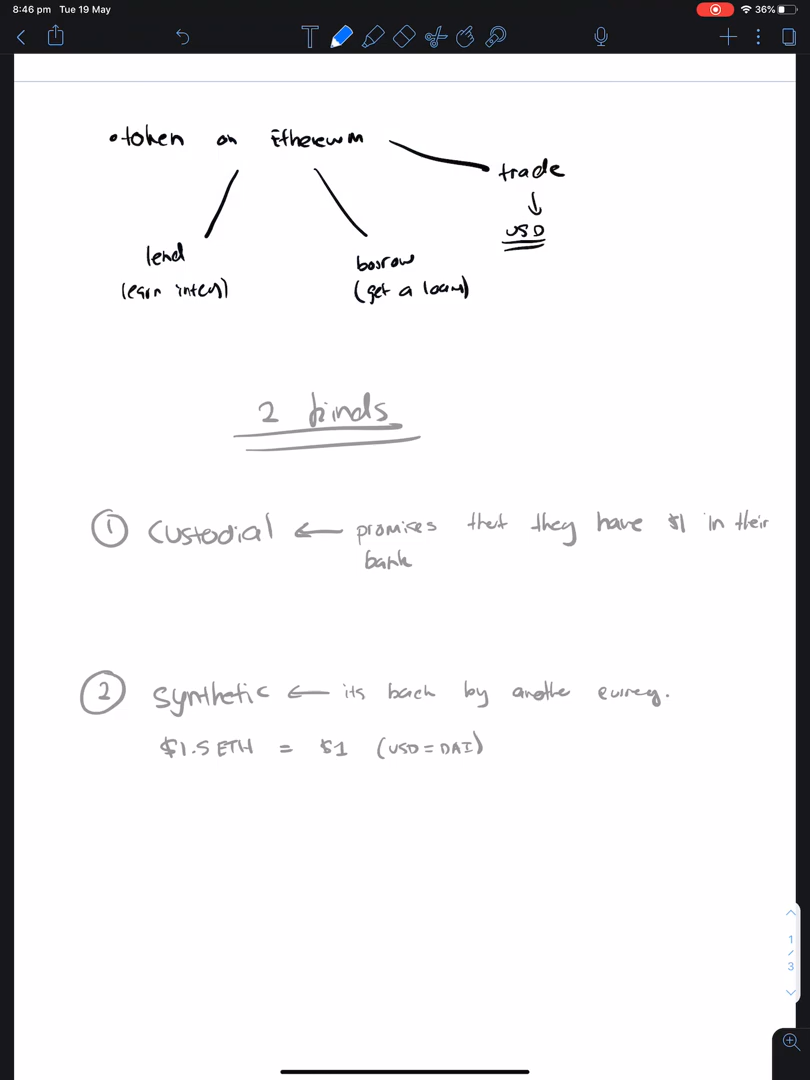 8:46 pm Tue 19 May
36%
T
•token on Ethereum
trade
USD
lend
(earn
borrow
(get a loan)
2 kinds
1 Custodial ← promises that they have $1 in their
bank
2 Synthetic ← its back by another
$1.5 ETH = $1 (USD = DAI)
1
/
3